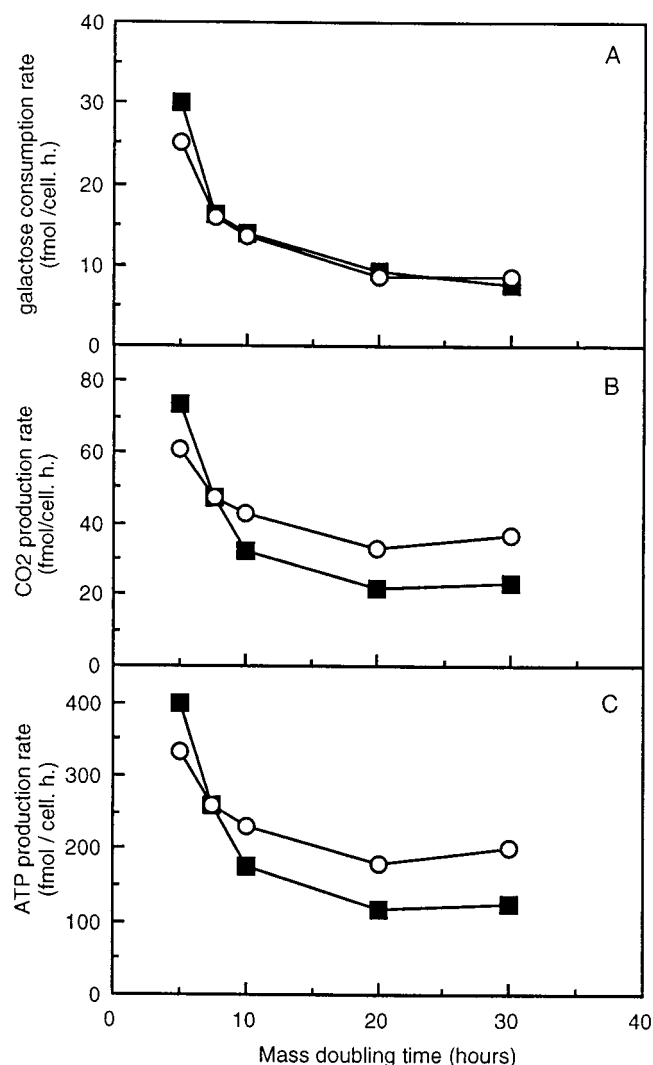 A
galactose consumption rate
(fmol /cell. h.)
40
30
20
10
0
B
CO2 production rate
(fmol/cell. h.)
80
60
40
20
0
C
ATP production rate
(fmol / cell. h.)
400
300
200
100
0
0 10 20 30 40
Mass doubling time (hours)